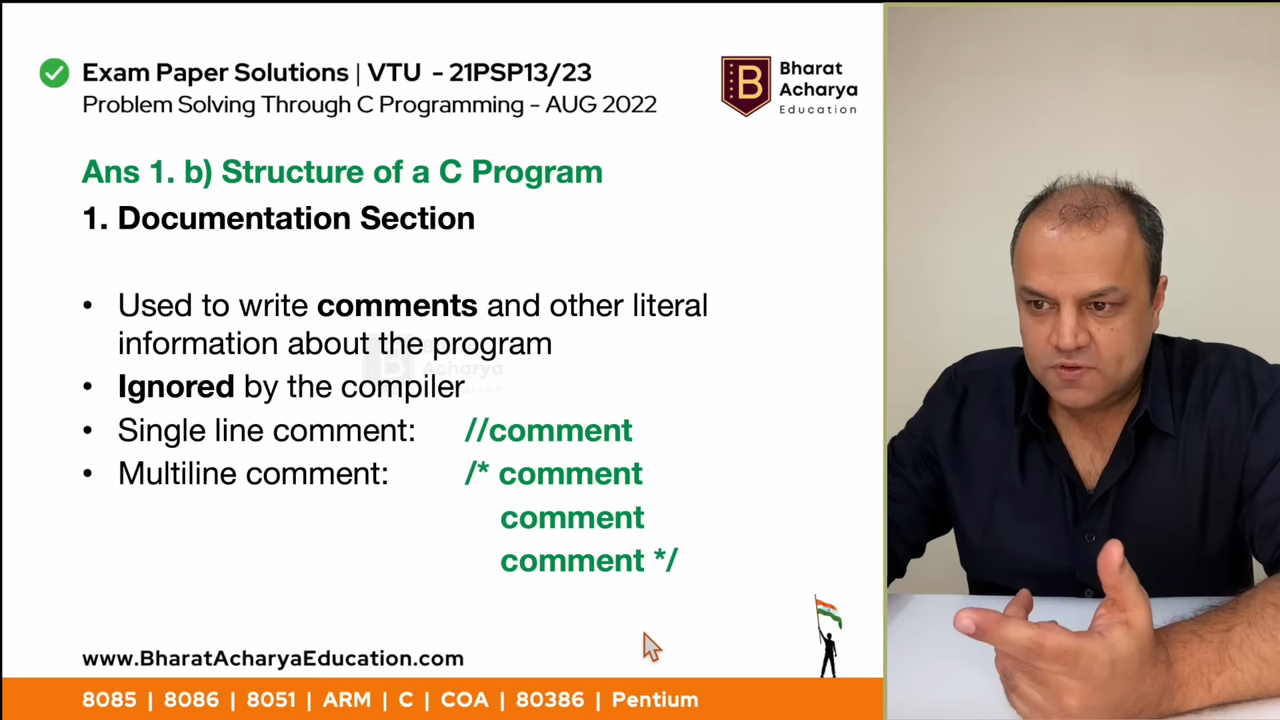 Exam Paper Solutions | VTU - 21PSP13/23
Problem Solving Through C Programming - AUG 2022
B
Bharat
Acharya
Education
Ans 1. b) Structure of a C Program
1. Documentation Section
• Used to write comments and other literal
information about the program
• Ignored by the compiler
• Single line comment: //comment
• Multiline comment: /* comment
comment
comment */
www.BharatAcharyaEducation.com
8085 | 8086 | 8051 | ARM | C | COA | 80386 | Pentium